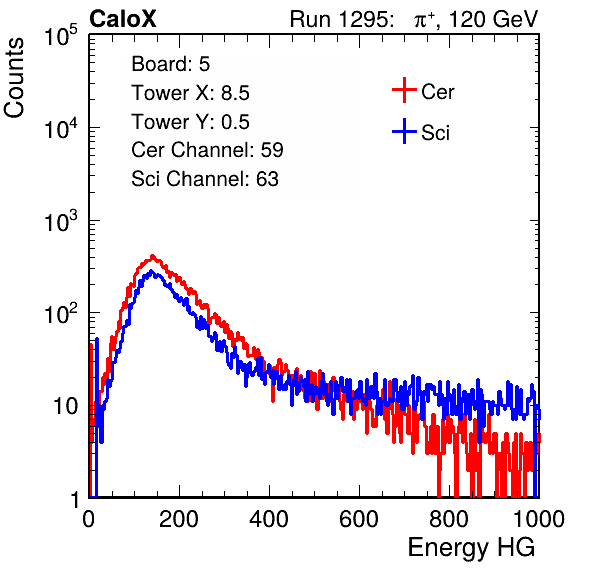 CaloX Run 1295: π⁺, 120 GeV
Counts
Board: 5
Tower X: 8.5
Tower Y: 0.5
Cer Channel: 59
Sci Channel: 63
Cer
Sci
10⁵
10⁴
10³
10²
10
1
0 200 400 600 800 1000
Energy HG